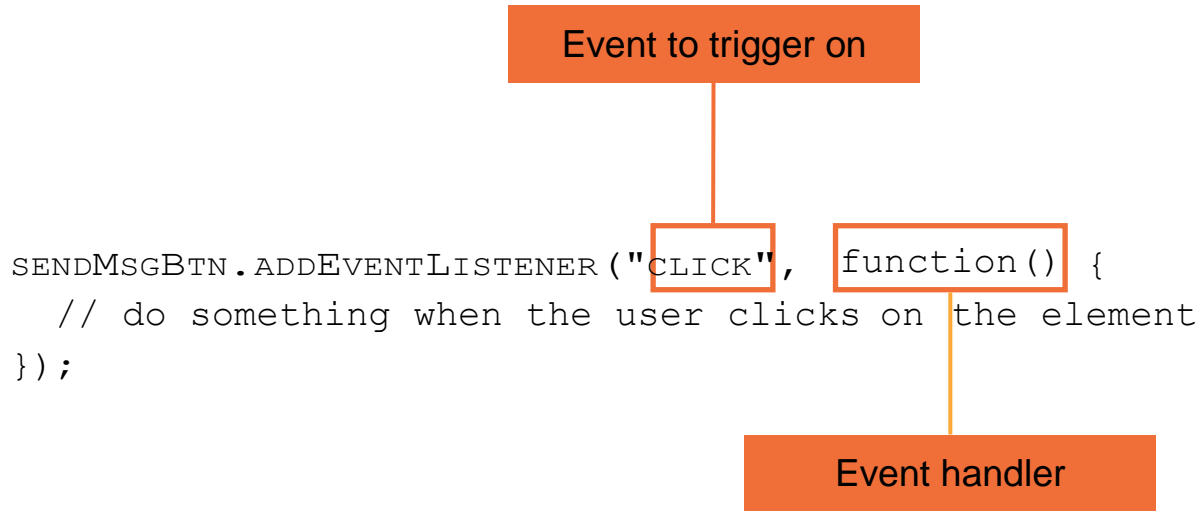 Event to trigger on
sendMsgBtn.addEventListener("click", function() {
// do something when the user clicks on the element
});
Event handler